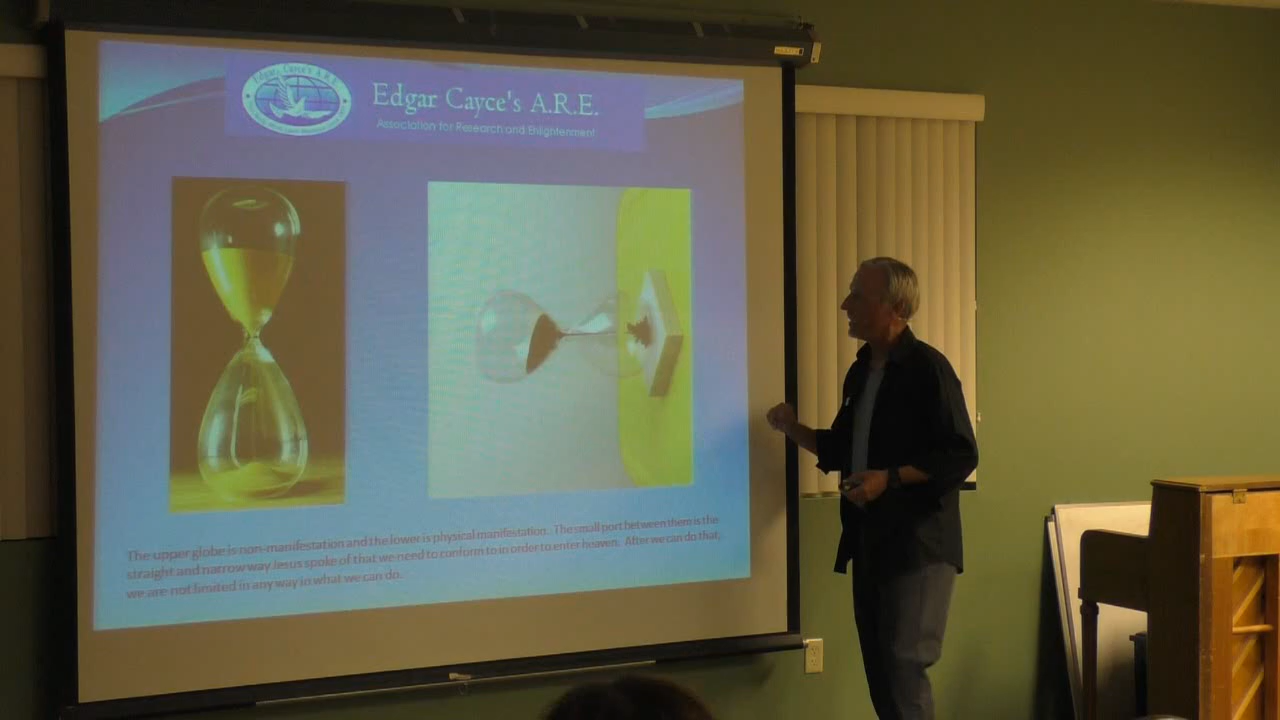 Edgar Cayce's A.R.E.
Edgar Cayce's A.R.E.
Association for Research and Enlightenment
The upper globe is non-manifestation and the lower is physical manifestation. The small port between them is the
straight and narrow way Jesus spoke of that we need to conform to in order to enter heaven. After we can do that,
we are not limited in any way in what we can do.